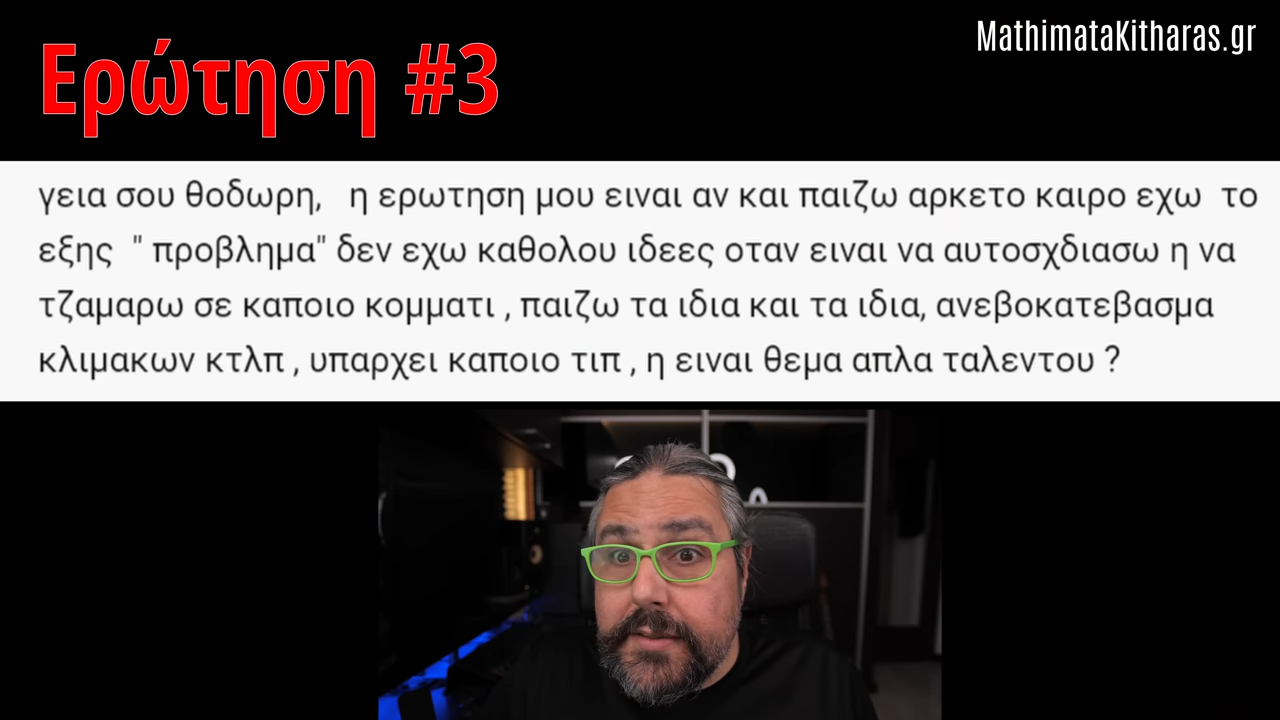 MathimataKitharas.gr
Ερώτηση #3
γεια σου θοδωρη, η ερωτηση μου ειναι αν και παιζω αρκετο καιρο εχω το
εξης " προβλημα" δεν εχω καθολου ιδεες οταν ειναι να αυτοσχδιασω η να
τζαμαρω σε καποιο κομματι , παιζω τα ιδια και τα ιδια, ανεβοκατεβασμα
κλιμακων κτλπ , υπαρχει καποιο τιπ , η ειναι θεμα απλα ταλεντου ?